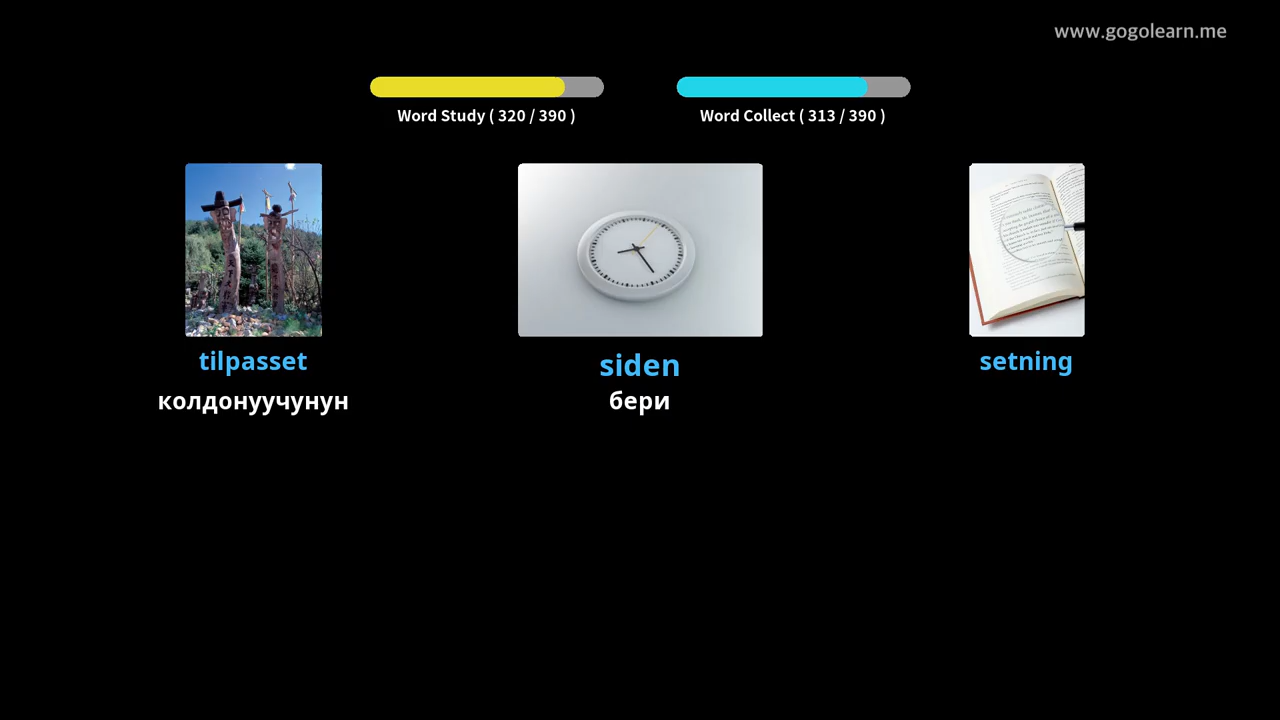 www.gogolearn.me
Word Study ( 320 / 390 )
Word Collect ( 313 / 390 )
tilpasset
siden
setning
колдонуучунун
бери